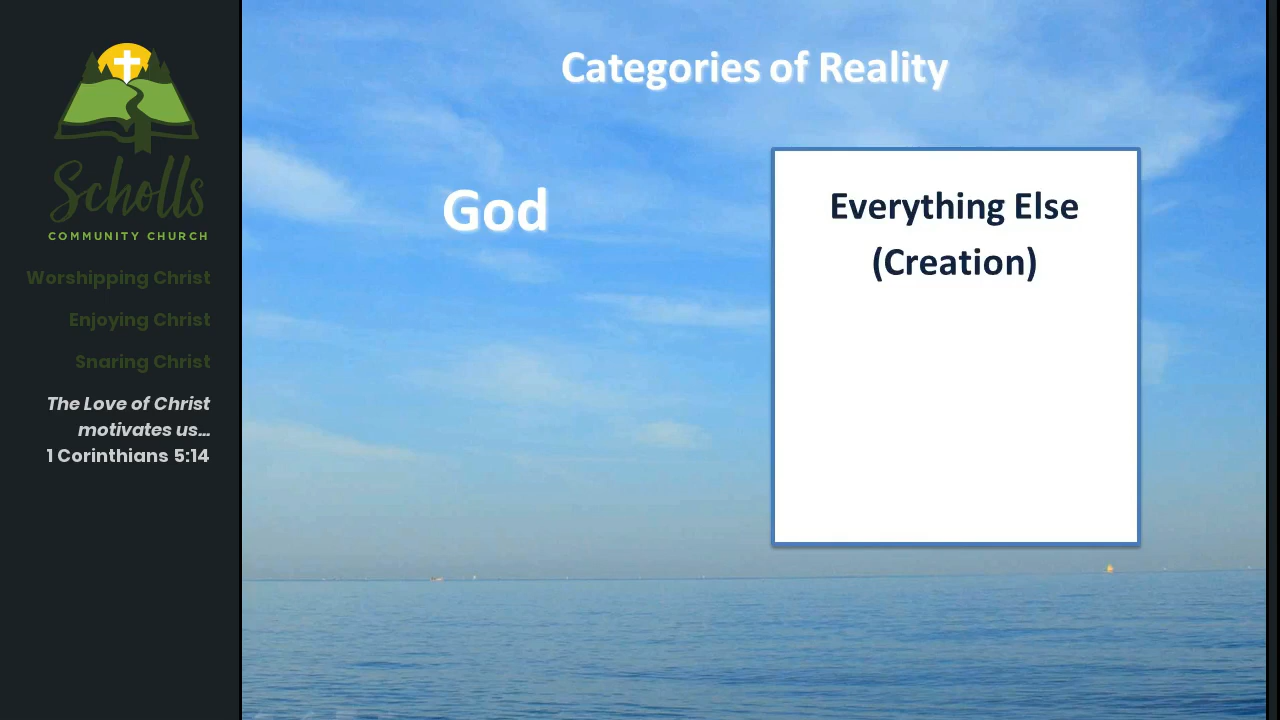 Scholls
COMMUNITY CHURCH
Worshipping Christ
Enjoying Christ
Snaring Christ
The Love of Christ
motivates us...
1 Corinthians 5:14
Categories of Reality
God
Everything Else
(Creation)